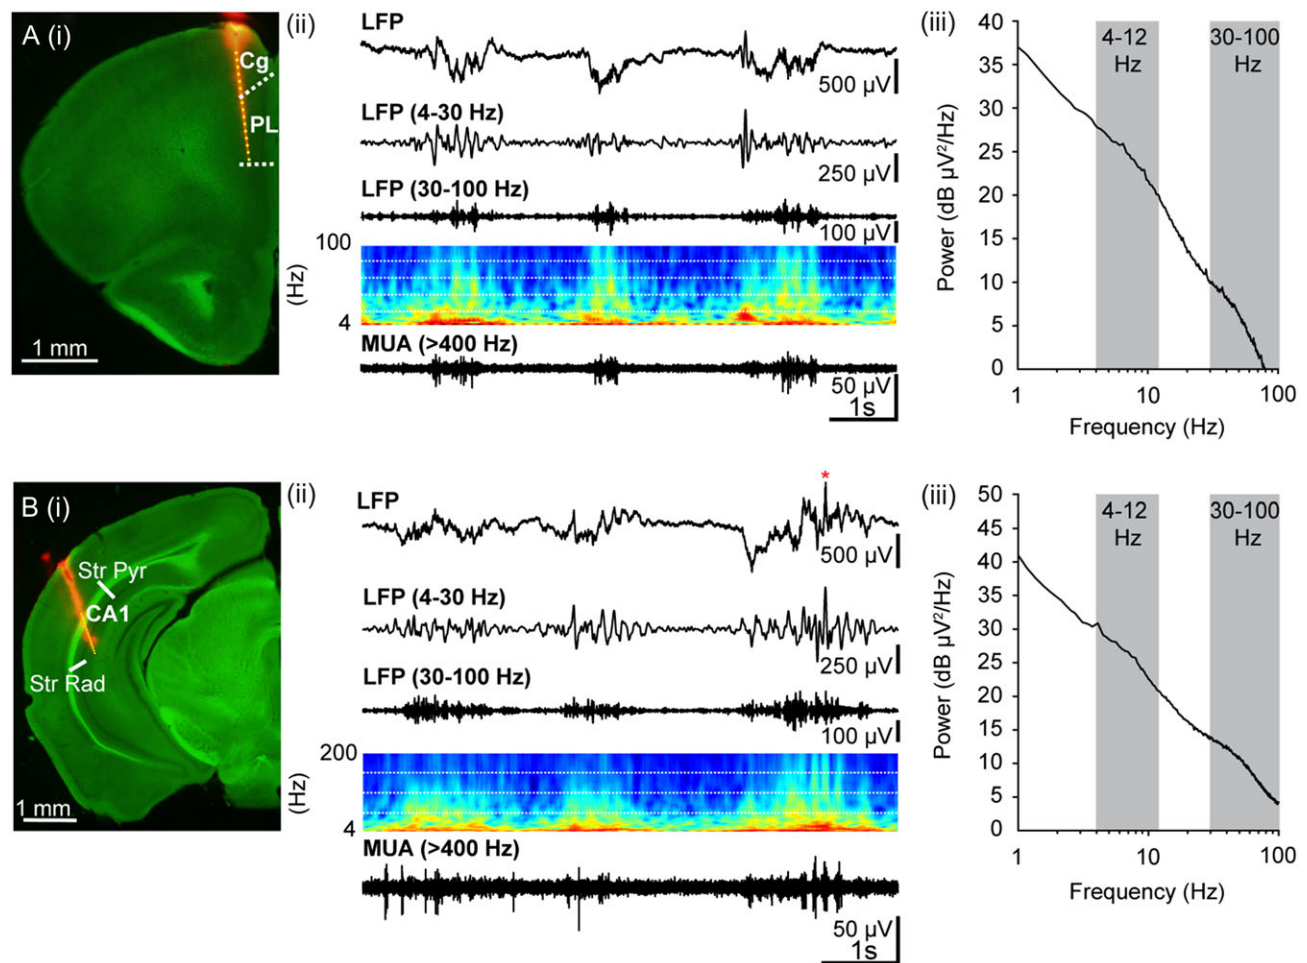 A (i)
Cg
PL
1 mm
(ii)
LFP
500 µV
LFP (4-30 Hz)
250 µV
LFP (30-100 Hz)
100 µV
100
(Hz)
4
MUA (>400 Hz)
50 µV
1s
(iii)
Power (dB µV²/Hz)
40
35
30
25
20
15
10
5
0
4-12
Hz
30-100
Hz
1
10
100
Frequency (Hz)
B (i)
Str Pyr
CA1
Str Rad
1 mm
(ii)
*
LFP
500 µV
LFP (4-30 Hz)
250 µV
LFP (30-100 Hz)
100 µV
200
(Hz)
4
MUA (>400 Hz)
50 µV
1s
(iii)
Power (dB µV²/Hz)
50
45
40
35
30
25
20
15
10
5
0
4-12
Hz
30-100
Hz
1
10
100
Frequency (Hz)